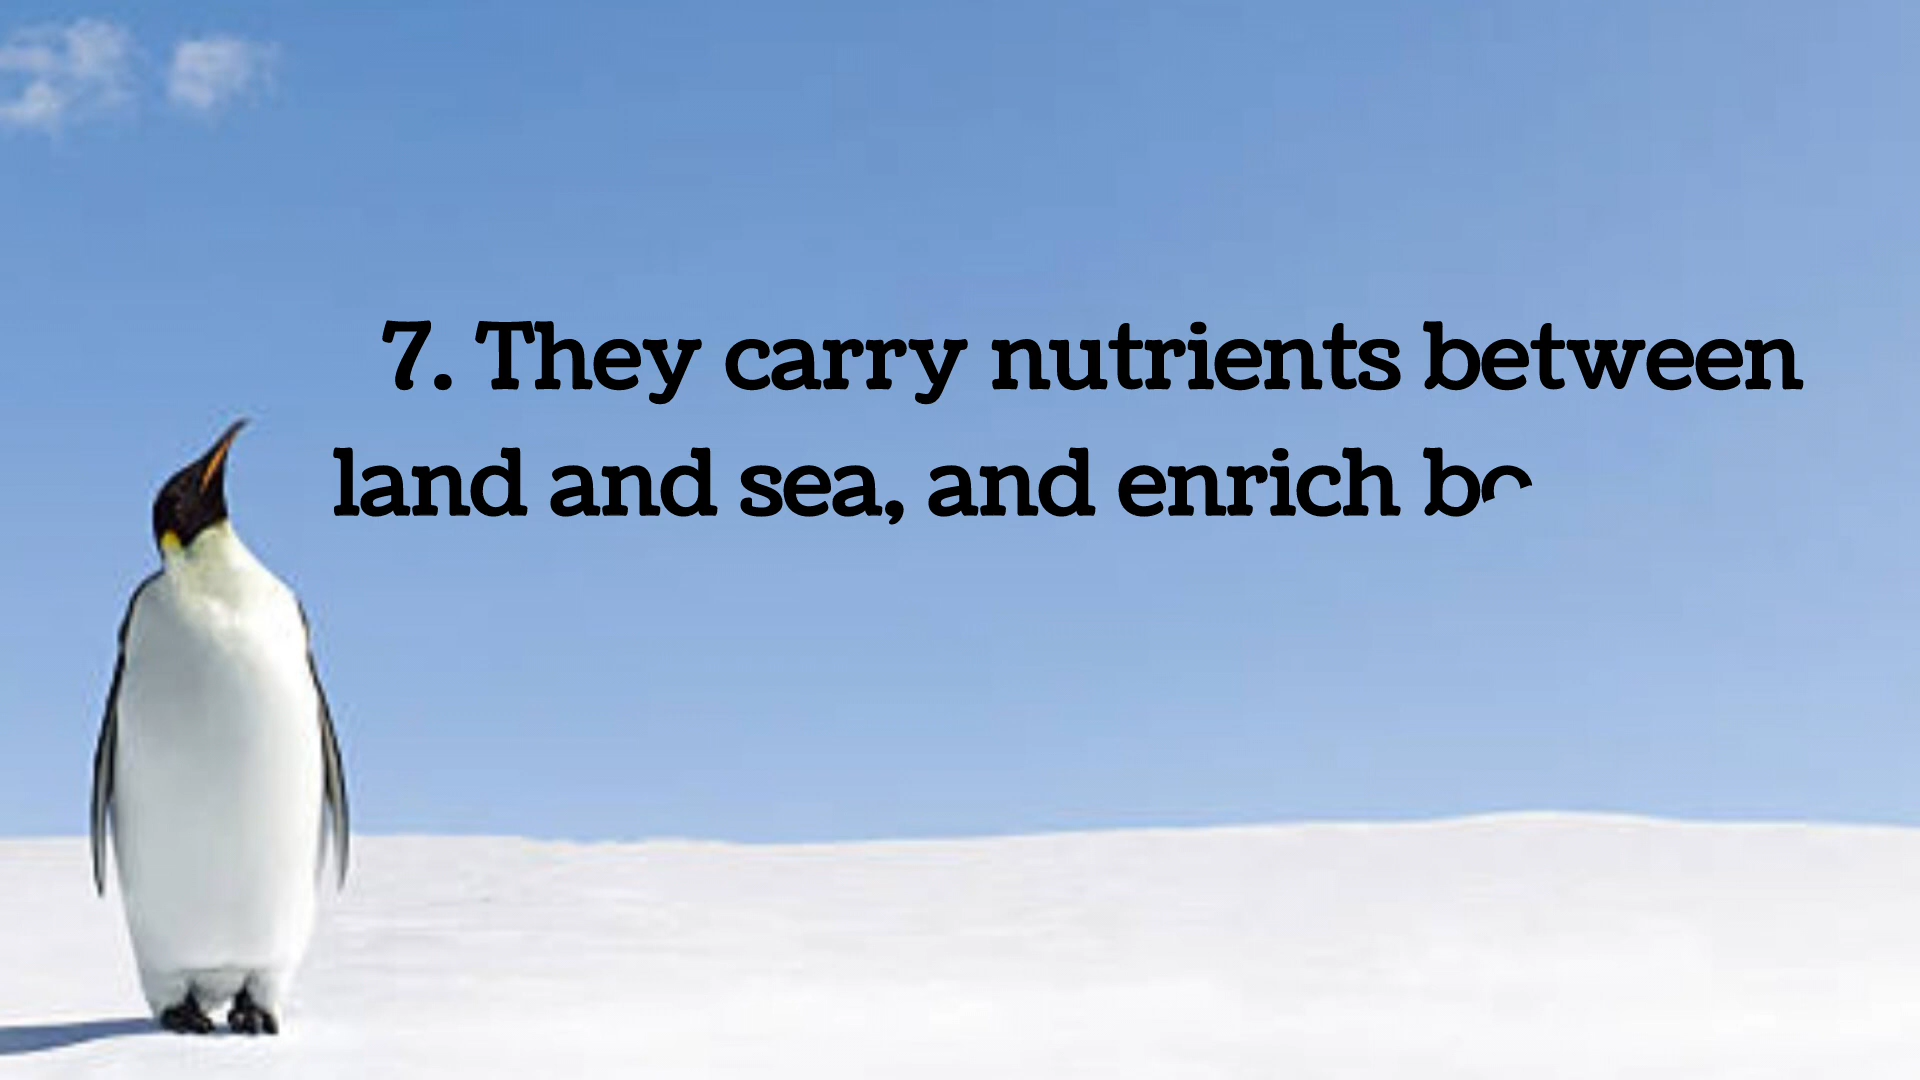 7. They carry nutrients between
land and sea, and enrich